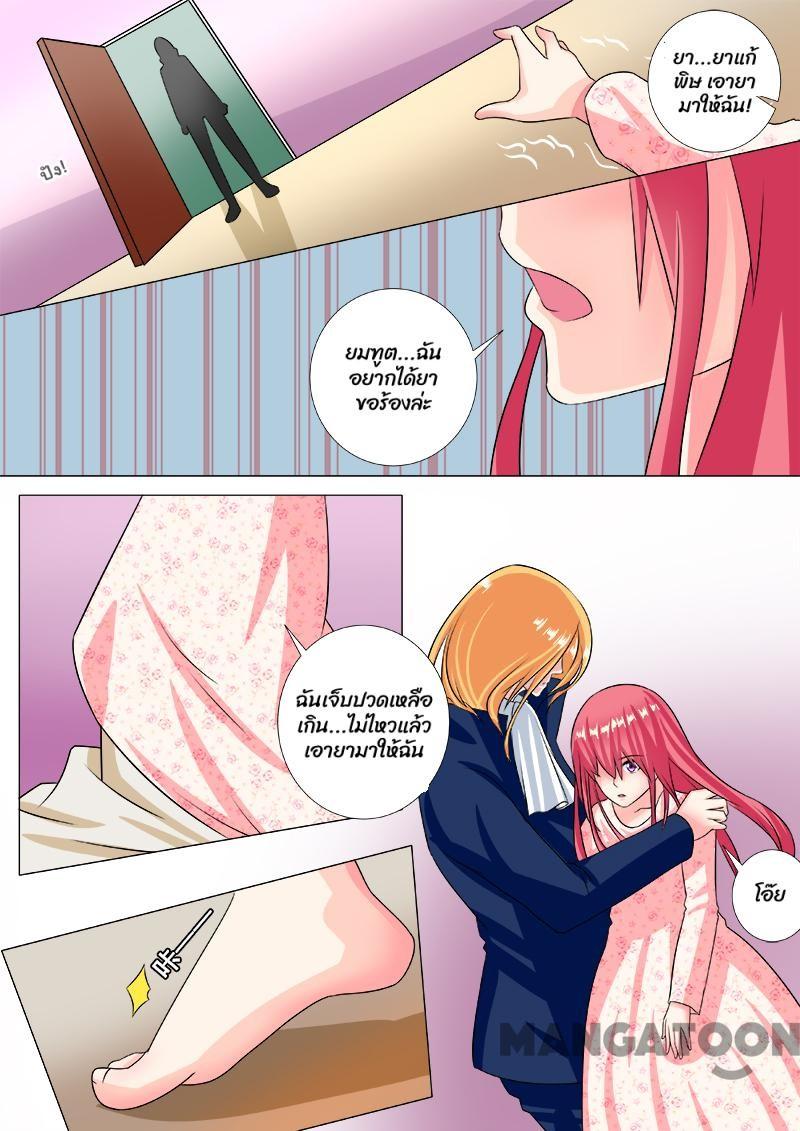 ยา...ยาแก้
พิษ เอายา
มาให้ฉัน!
ปัง!
ยมฑูต...ฉัน
อยากได้ยา
ขอร้องล่ะ
ฉันเจ็บปวดเหลือ
เกิน...ไม่ไหวแล้ว
เอายามาให้ฉัน
โอ๊ย
咔
MANGATOON